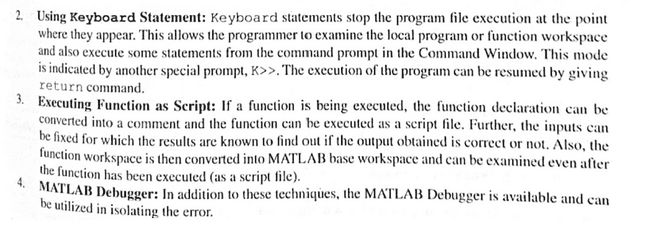 2. Using Keyboard Statement: Keyboard statements stop the program file execution at the point
where they appear. This allows the programmer to examine the local program or function workspace
and also execute some statements from the command prompt in the Command Window. This mode
is indicated by another special prompt, K>>. The execution of the program can be resumed by giving
return command.
3. Executing Function as Script: If a function is being executed, the function declaration can be
converted into a comment and the function can be executed as a script file. Further, the inputs can
be fixed for which the results are known to find out if the output obtained is correct or not. Also, the
function workspace is then converted into MATLAB base workspace and can be examined even after
the function has been executed (as a script file).
4. MATLAB Debugger: In addition to these techniques, the MATLAB Debugger is available and can
be utilized in isolating the error.